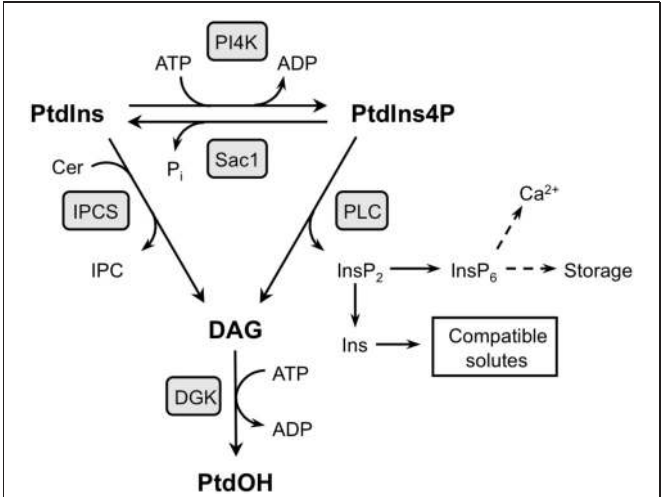 PI4K
ATP ADP
PtdIns PtdIns4P
Cer P_i Sac1
IPCS PLC
Ca²⁺
IPC InsP₂ InsP₆ Storage
DAG Ins Compatible
solutes
ATP
DGK
ADP
PtdOH